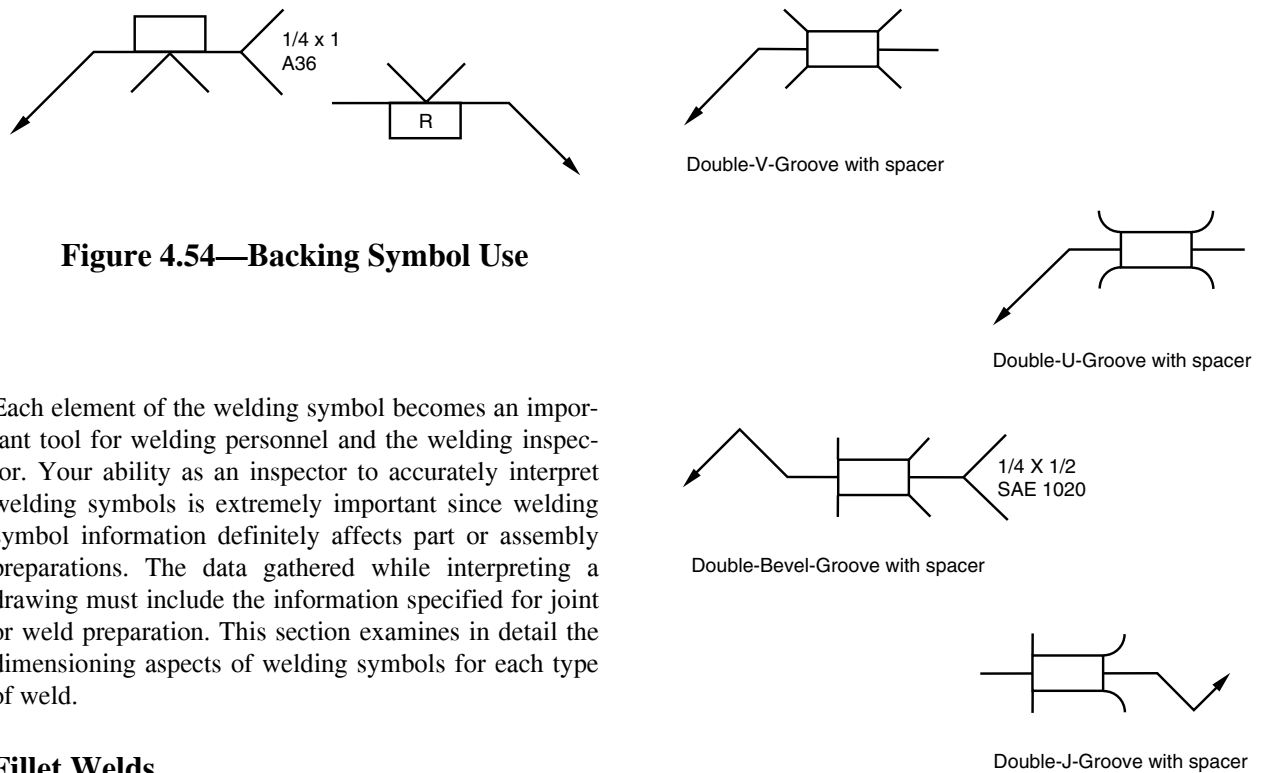 1/4 x 1
A36
R
Figure 4.54—Backing Symbol Use
Each element of the welding symbol becomes an impor-
tant tool for welding personnel and the welding inspec-
tor. Your ability as an inspector to accurately interpret
welding symbols is extremely important since welding
symbol information definitely affects part or assembly
preparations. The data gathered while interpreting a
drawing must include the information specified for joint
or weld preparation. This section examines in detail the
dimensioning aspects of welding symbols for each type
of weld.
Fillet Welds
Double-V-Groove with spacer
Double-U-Groove with spacer
1/4 X 1/2
SAE 1020
Double-Bevel-Groove with spacer
Double-J-Groove with spacer